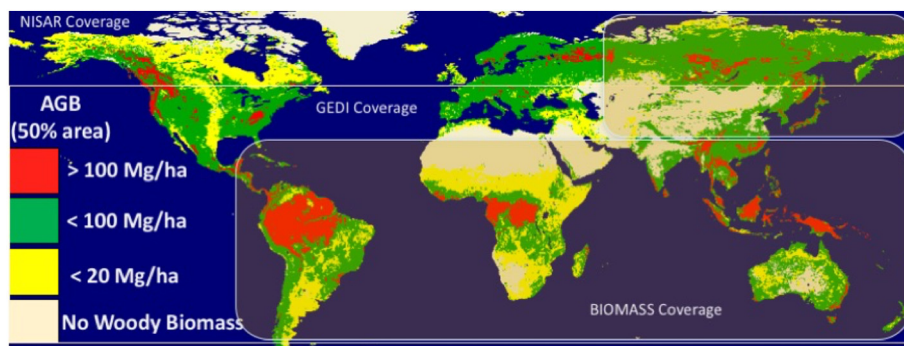 NISAR Coverage
GEDI Coverage
AGB
(50% area)
> 100 Mg/ha
< 100 Mg/ha
< 20 Mg/ha
No Woody Biomass
BIOMASS Coverage